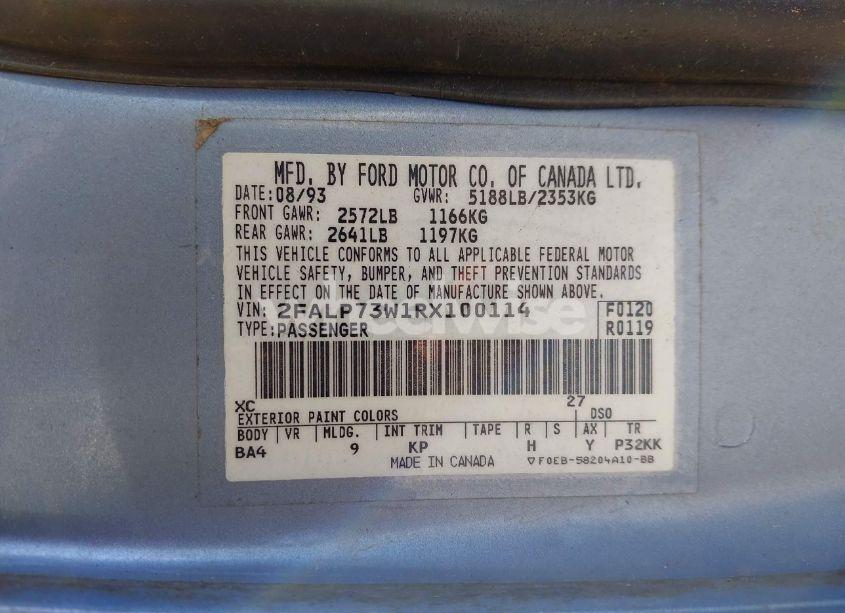 MFD. BY FORD MOTOR CO. OF CANADA LTD.
DATE: 08/93 GVWR: 5188LB/2353KG
FRONT GAWR: 2572LB 1166KG
REAR GAWR: 2641LB 1197KG
THIS VEHICLE CONFORMS TO ALL APPLICABLE FEDERAL MOTOR
VEHICLE SAFETY, BUMPER, AND THEFT PREVENTION STANDARDS
IN EFFECT ON THE DATE OF MANUFACTURE SHOWN ABOVE.
VIN: 2FALP73W1RX100114 F0120
TYPE: PASSENGER R0119
XC 27
EXTERIOR PAINT COLORS DSO
BODY VR MLDG. INT TRIM TAPE R S AX TR
BA4 9 KP H Y P32KK
MADE IN CANADA ▽F0EB-58204A10-BB